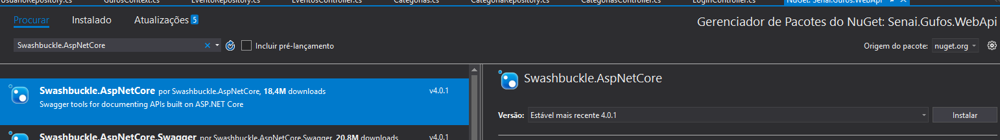 UsuarioRepository.cs GufosContext.cs EventoRepository.cs EventosController.cs Categorias.cs CategoriaRepository.cs CategoriasController.cs LoginController.cs NuGet: Senai.Gufos.WebApi
Procurar Instalado Atualizações 5 Gerenciador de Pacotes do NuGet: Senai.Gufos.WebApi
Swashbuckle.AspNetCore Incluir pré-lançamento Origem do pacote: nuget.org
Swashbuckle.AspNetCore por Swashbuckle.AspNetCore, 18,4M downloads v4.0.1
Swagger tools for documenting APIs built on ASP.NET Core
Swashbuckle.AspNetCore.Swagger por Swashbuckle.AspNetCore.Swagger, 20,8M downloads v4.0.1
Swashbuckle.AspNetCore
Versão: Estável mais recente 4.0.1 Instalar